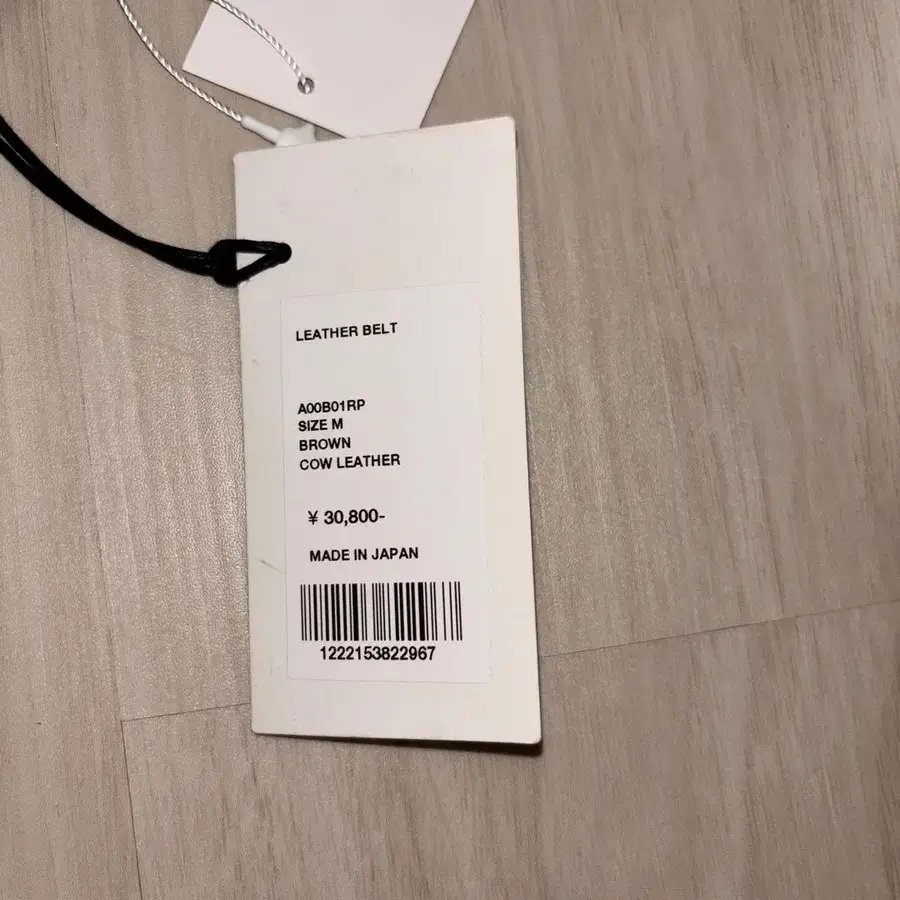 LEATHER BELT
A00B01RP
SIZE M
BROWN
COW LEATHER
¥ 30,800-
MADE IN JAPAN
1222153822967